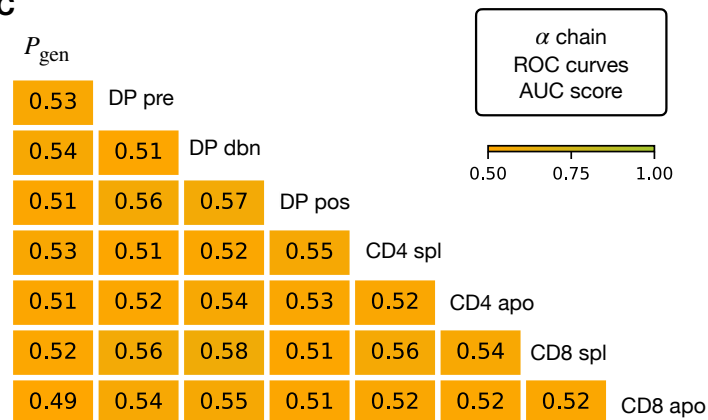 C
P_gen
α chain
ROC curves
AUC score
0.50 0.75 1.00
0.53 DP pre
0.54 0.51 DP dbn
0.51 0.56 0.57 DP pos
0.53 0.51 0.52 0.55 CD4 spl
0.51 0.52 0.54 0.53 0.52 CD4 apo
0.52 0.56 0.58 0.51 0.56 0.54 CD8 spl
0.49 0.54 0.55 0.51 0.52 0.52 0.52 CD8 apo